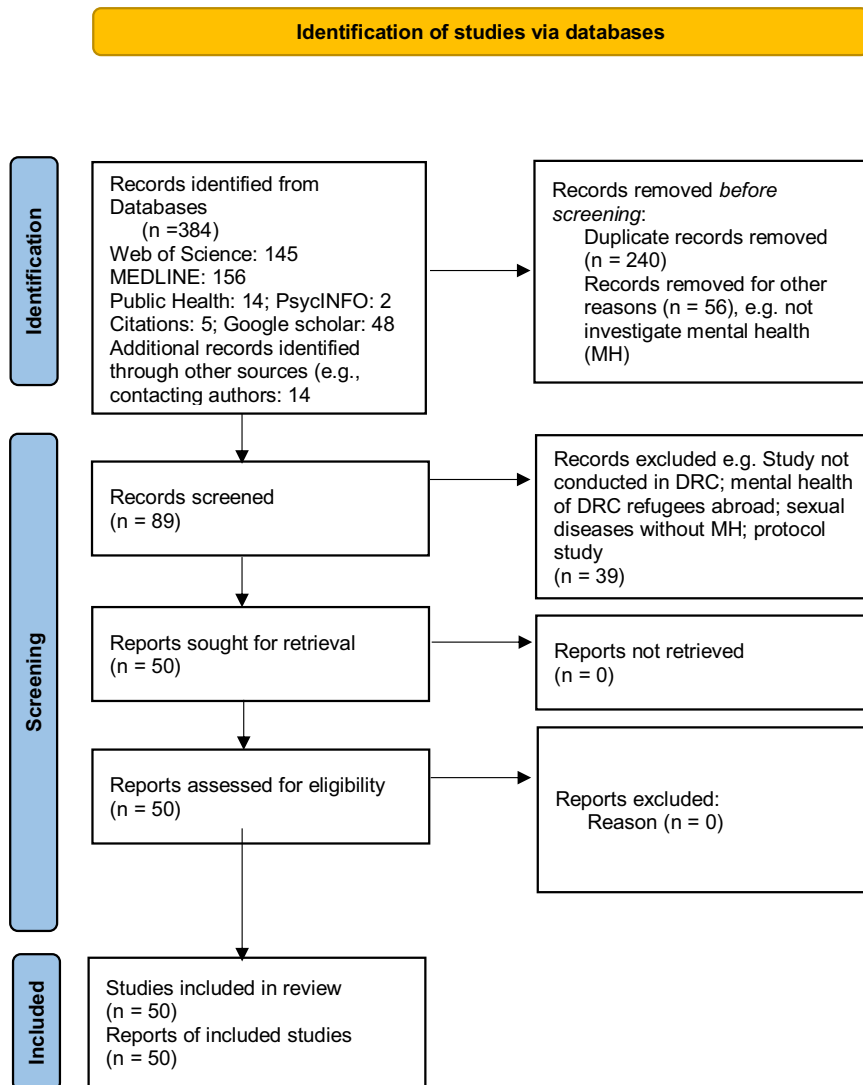 Identification of studies via databases
Identification
Records identified from
Databases
(n =384)
Web of Science: 145
MEDLINE: 156
Public Health: 14; PsycINFO: 2
Citations: 5; Google scholar: 48
Additional records identified
through other sources (e.g.,
contacting authors: 14
Records removed before
screening:
Duplicate records removed
(n = 240)
Records removed for other
reasons (n = 56), e.g. not
investigate mental health
(MH)
Screening
Records screened
(n = 89)
Records excluded e.g. Study not
conducted in DRC; mental health
of DRC refugees abroad; sexual
diseases without MH; protocol
study
(n = 39)
Reports sought for retrieval
(n = 50)
Reports not retrieved
(n = 0)
Reports assessed for eligibility
(n = 50)
Reports excluded:
Reason (n = 0)
Included
Studies included in review
(n = 50)
Reports of included studies
(n = 50)